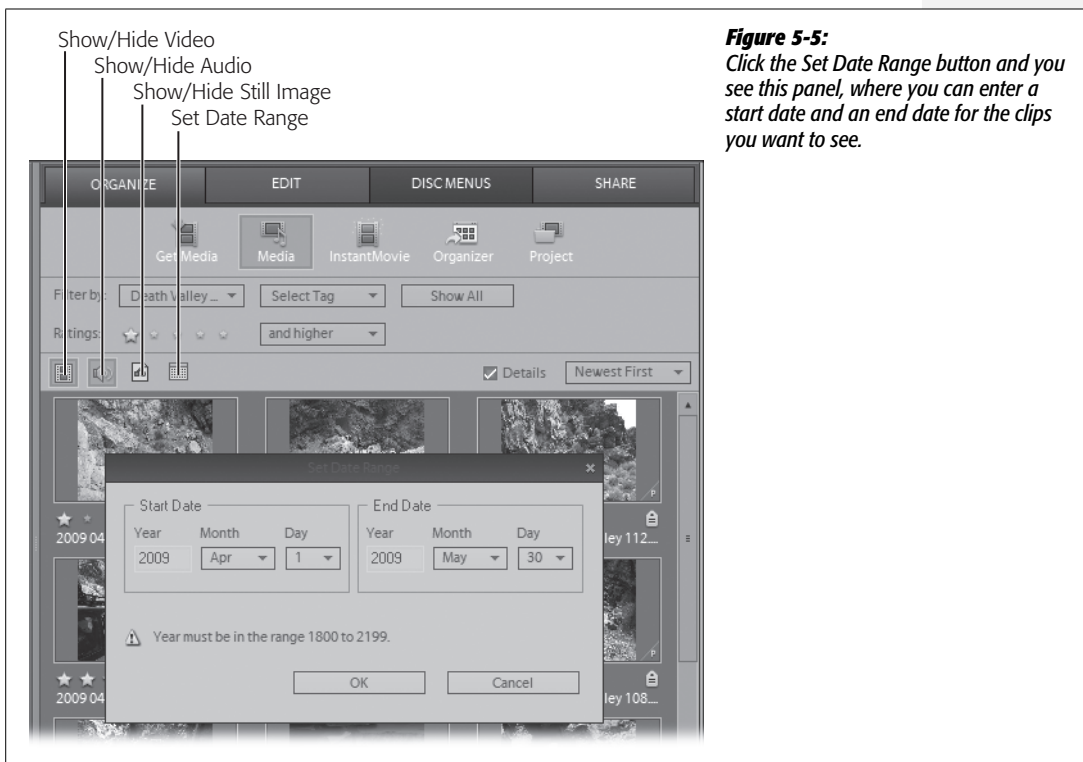 Show/Hide Video
Show/Hide Audio
Show/Hide Still Image
Set Date Range
Figure 5-5:
Click the Set Date Range button and you
see this panel, where you can enter a
start date and an end date for the clips
you want to see.
ORGANIZE EDIT DISC MENUS SHARE
Get Media Media InstantMovie Organizer Project
Filter by: Death Valley ... Select Tag Show All
Ratings: and higher
Details Newest First
Set Date Range
Start Date End Date
Year Month Day Year Month Day
2009 Apr 1 2009 May 30
Year must be in the range 1800 to 2199.
OK Cancel
2009 04 ley 112...
2009 04 ley 108...
P
P